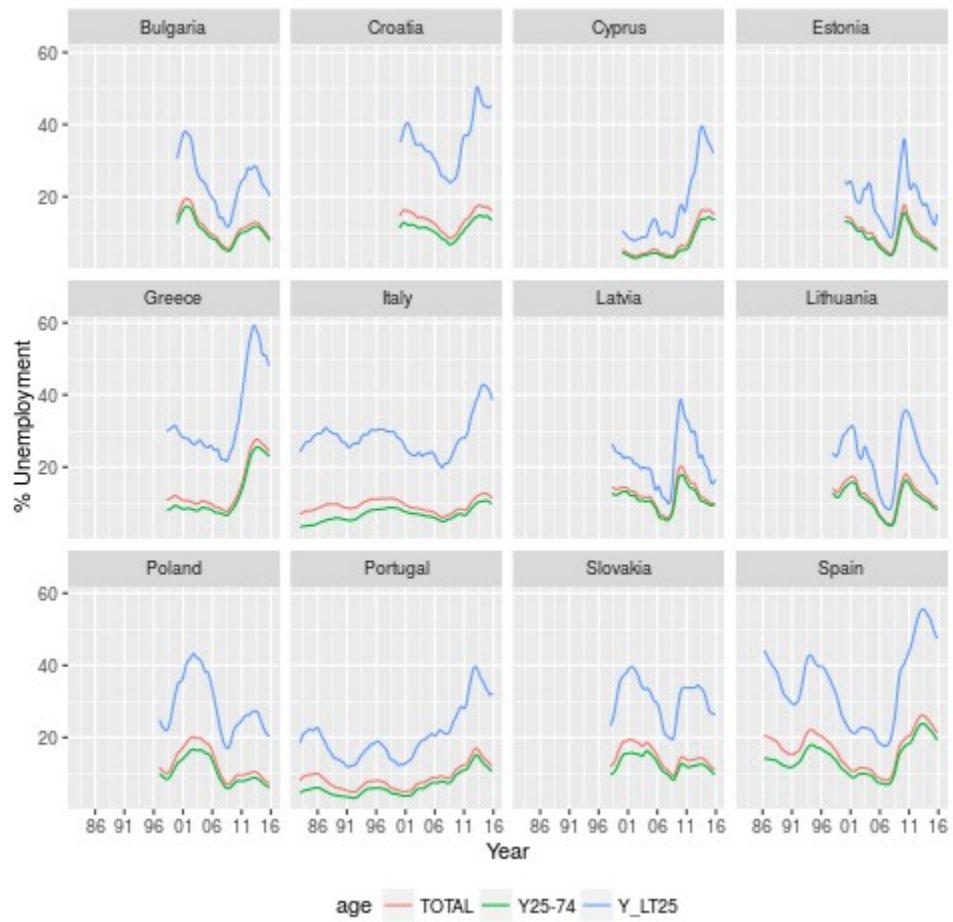 Bulgaria Croatia Cyprus Estonia
60
40
20
Greece Italy Latvia Lithuania
60
40
20
Poland Portugal Slovakia Spain
60
40
20
% Unemployment
86 91 96 01 06 11 16 86 91 96 01 06 11 16 86 91 96 01 06 11 16 86 91 96 01 06 11 16
Year
age TOTAL Y25-74 Y_LT25